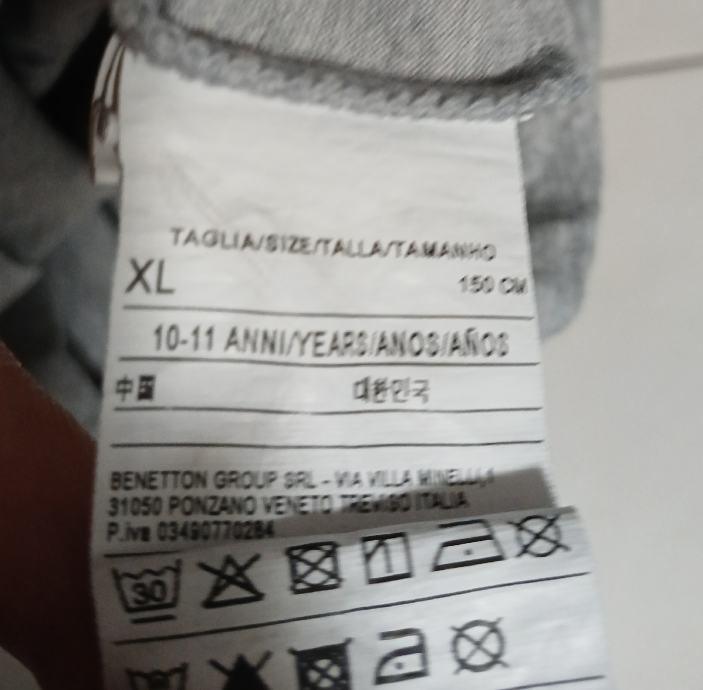 TAGLIA/SIZE/TALLA/TAMANHO
XL 150 CM
10-11 ANNI/YEARS/ANOS/AÑOS
中国 대한민국
BENETTON GROUP SRL - VIA VILLA MINELLI,1
31050 PONZANO VENETO TREVISO ITALIA
P.iva 03490770264
30